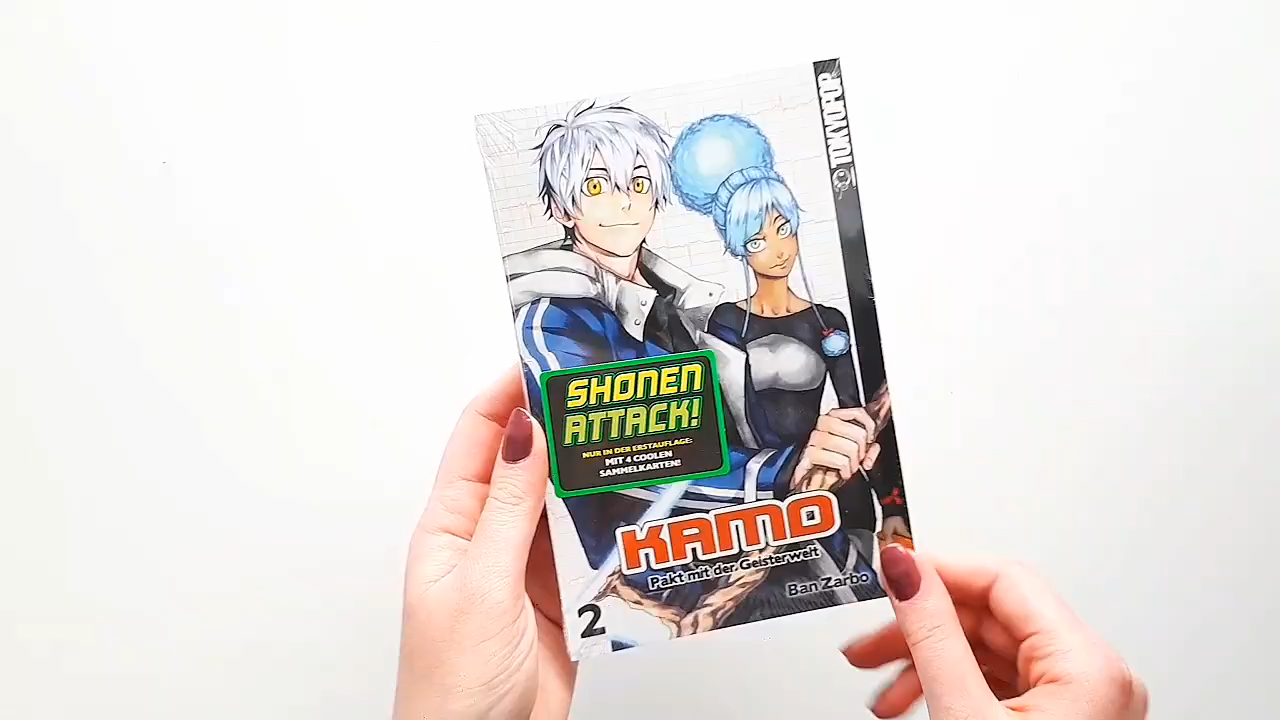 TOKYOPOP
SHONEN
ATTACK!
NUR IN DER ERSTAUFLAGE:
MIT 4 COOLEN
SAMMELKARTEN!
KAMO
Pakt mit der Geisterwelt
Ban Zarbo
2